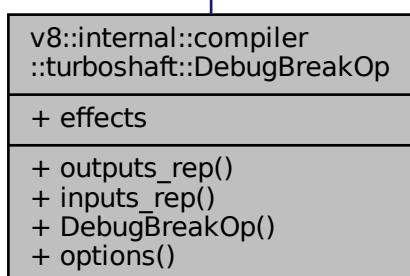 v8::internal::compiler
::turboshaft::DebugBreakOp
+ effects
+ outputs_rep()
+ inputs_rep()
+ DebugBreakOp()
+ options()